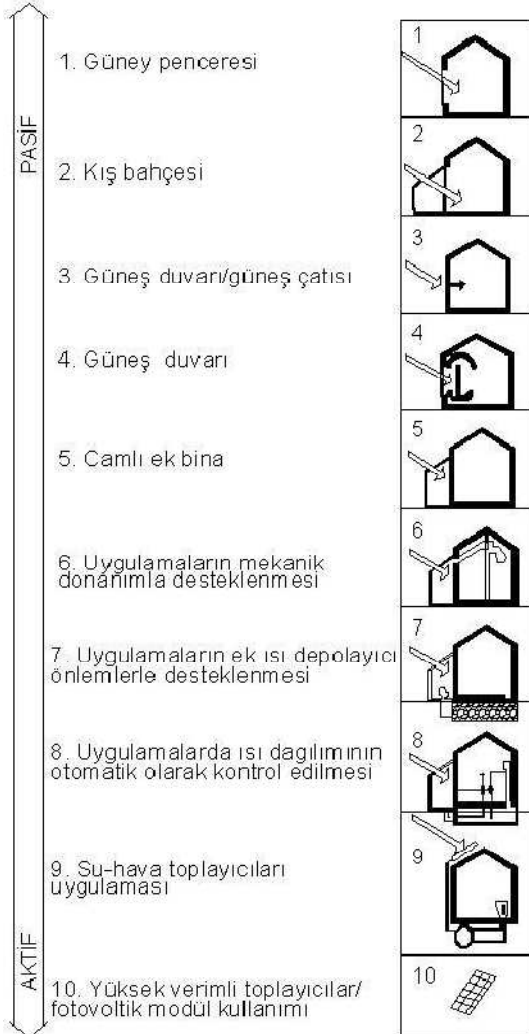 PASİF
1. Güney penceresi
1
2. Kış bahçesi
2
3. Güneş duvarı/güneş çatısı
3
4. Güneş duvarı
4
5. Camlı ek bina
5
6. Uygulamaların mekanik
donanımla desteklenmesi
6
7. Uygulamaların ek ısı depolayıcı
önlemlerle desteklenmesi
7
8. Uygulamalarda ısı dagılımının
otomatik olarak kontrol edilmesi
8
9. Su-hava toplayıcıları
uygulaması
9
AKTİF
10. Yüksek verimli toplayıcılar/
fotovoltik modül kullanımı
10